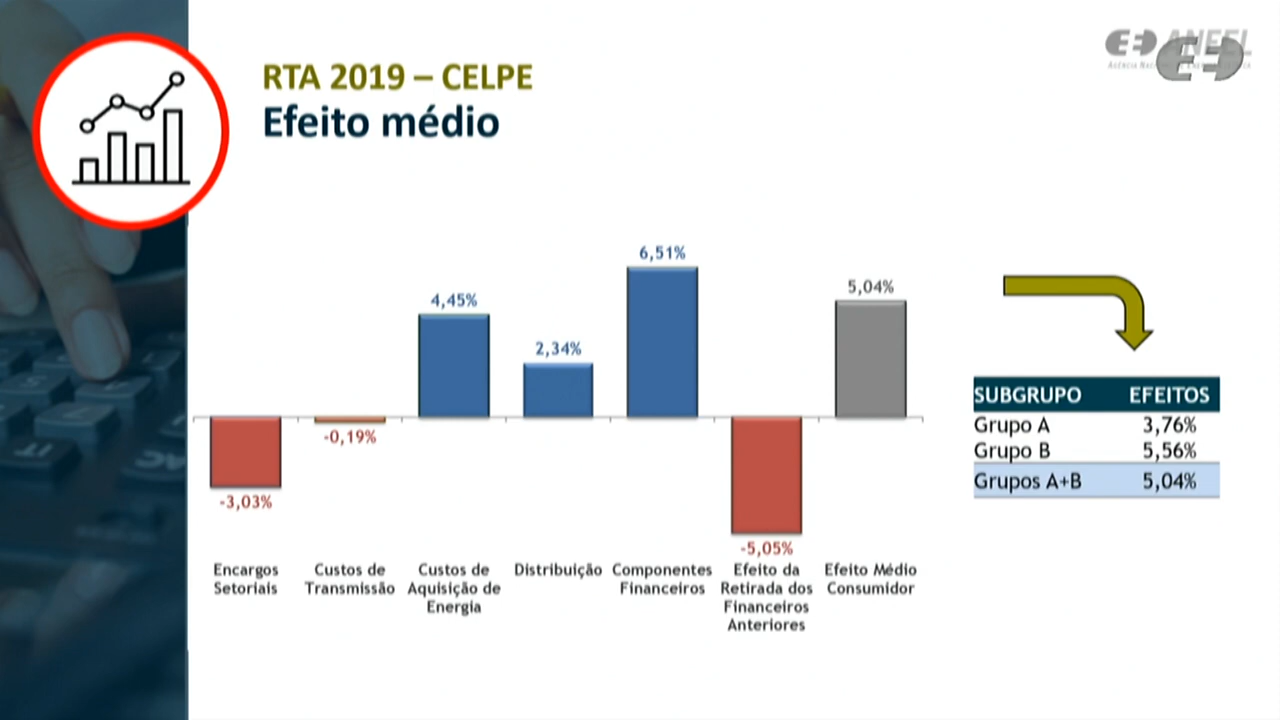 RTA 2019 – CELPE
Efeito médio
ANEEL
-3,03%
-0,19%
4,45%
2,34%
6,51%
-5,05%
5,04%
Encargos
Setoriais
Custos de
Transmissão
Custos de
Aquisição de
Energia
Distribuição
Componentes
Financeiros
Efeito da
Retirada dos
Financeiros
Anteriores
Efeito Médio
Consumidor
SUBGRUPO EFEITOS
Grupo A 3,76%
Grupo B 5,56%
Grupos A+B 5,04%